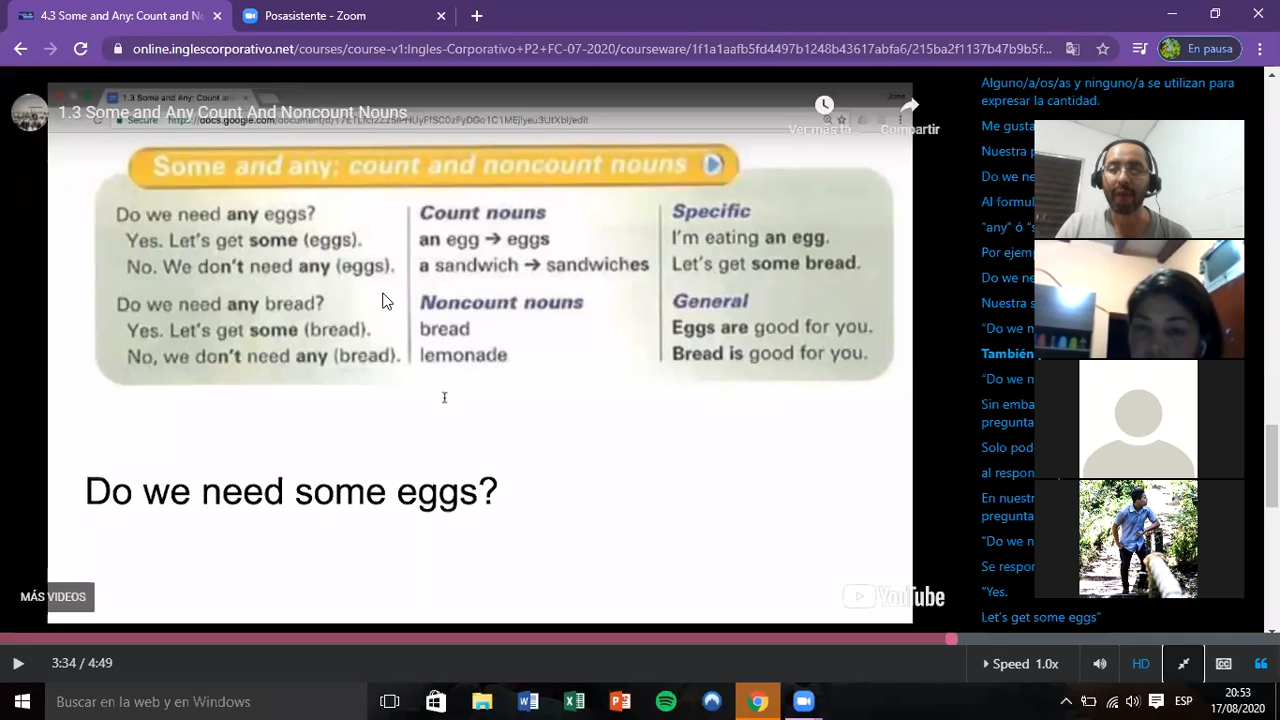 1.3 Some and Any Count And Noun
Posasistente - Zoom
online.inglescorporativo.net/courses/course-v1:Ingles-Corporativo+P2+FC-07-2020/courseware/1f1a1aafb5fd4497b1248b43617abfa6/215ba2f1137b47b9b5f...
En pausa
1.3 Some and Any Count And Noncount Nouns
Secure
Ver más ta
Compartir
Some and any; count and noncount nouns
Do we need any eggs?
Yes. Let's get some (eggs).
No. We don't need any (eggs).
Do we need any bread?
Yes. Let's get some (bread).
No, we don't need any (bread).
Count nouns
an egg → eggs
a sandwich → sandwiches
Noncount nouns
bread
lemonade
Specific
I'm eating an egg.
Let's get some bread.
General
Eggs are good for you.
Bread is good for you.
Do we need some eggs?
MÁS VIDEOS
YouTube
Alguno/a/os/as y ninguno/a se utilizan para
expresar la cantidad.
Me gusta
Nuestra p
Do we ne
Al formul
"any" ó "s
Por ejem
Do we ne
Nuestra s
"Do we n
También
"Do we n
Sin emba
pregunta
Solo pod
al respon
En nuestr
pregunta
"Do we n
Se respon
"Yes.
Let's get some eggs"
3:34 / 4:49
Speed 1.0x
HD
Buscar en la web y en Windows
ESP
20:53
17/08/2020